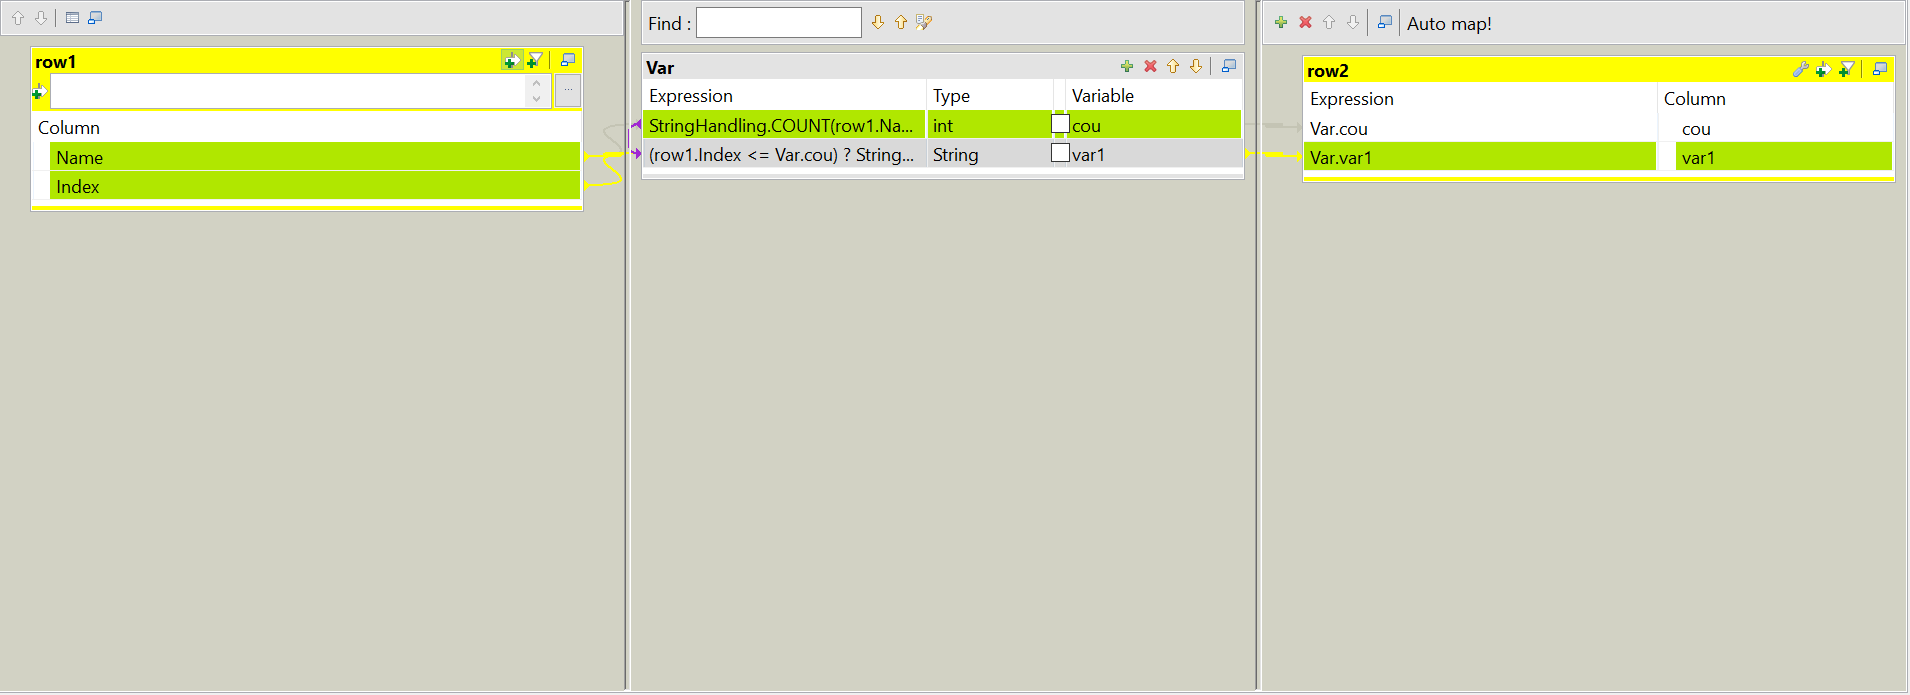 row1
...
Column
Name
Index
Find :
Var
Expression Type Variable
StringHandling.COUNT(row1.Na... int cou
(row1.Index <= Var.cou) ? String... String var1
Auto map!
row2
Expression Column
Var.cou cou
Var.var1 var1